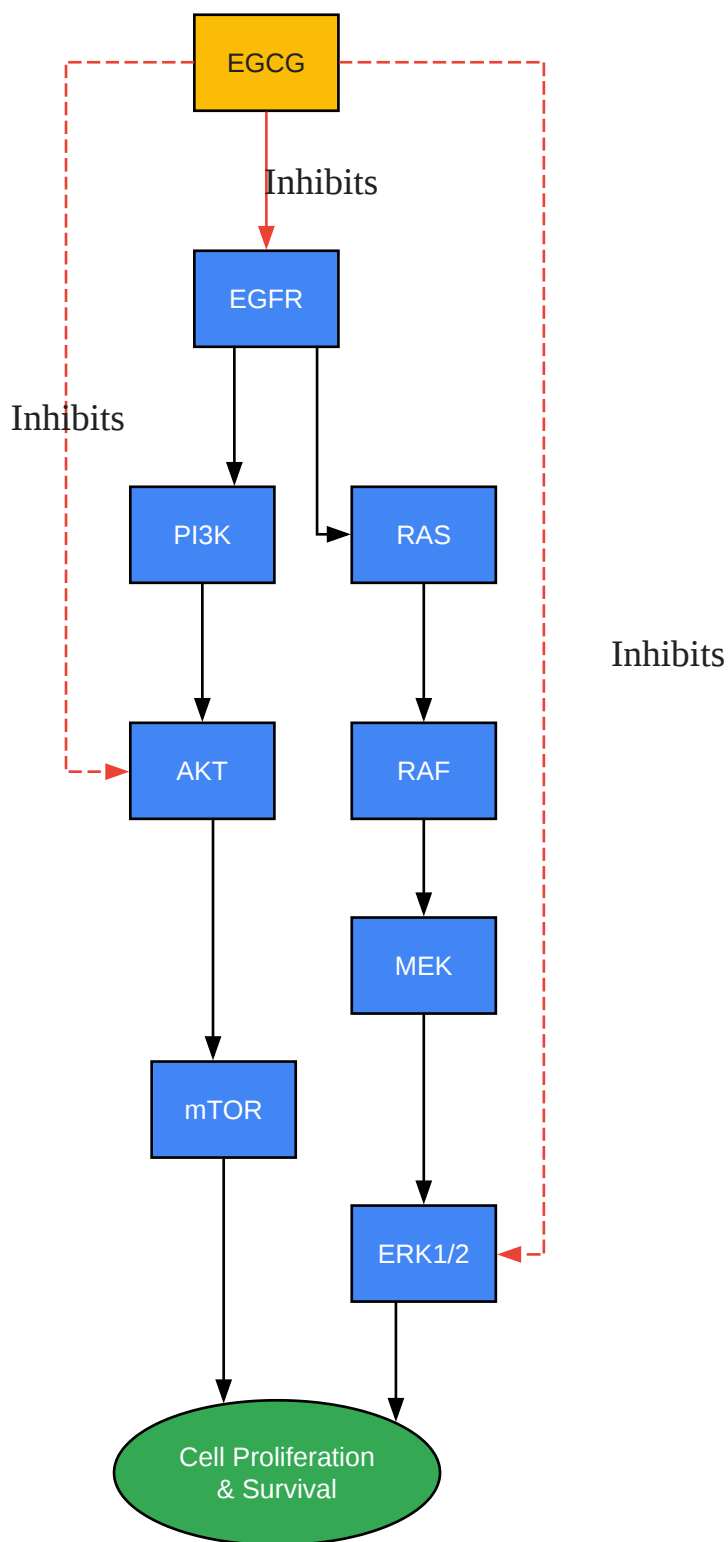 EGCG
Inhibits
EGFR
Inhibits
PI3K
RAS
Inhibits
AKT
RAF
MEK
mTOR
ERK1/2
Cell Proliferation
& Survival